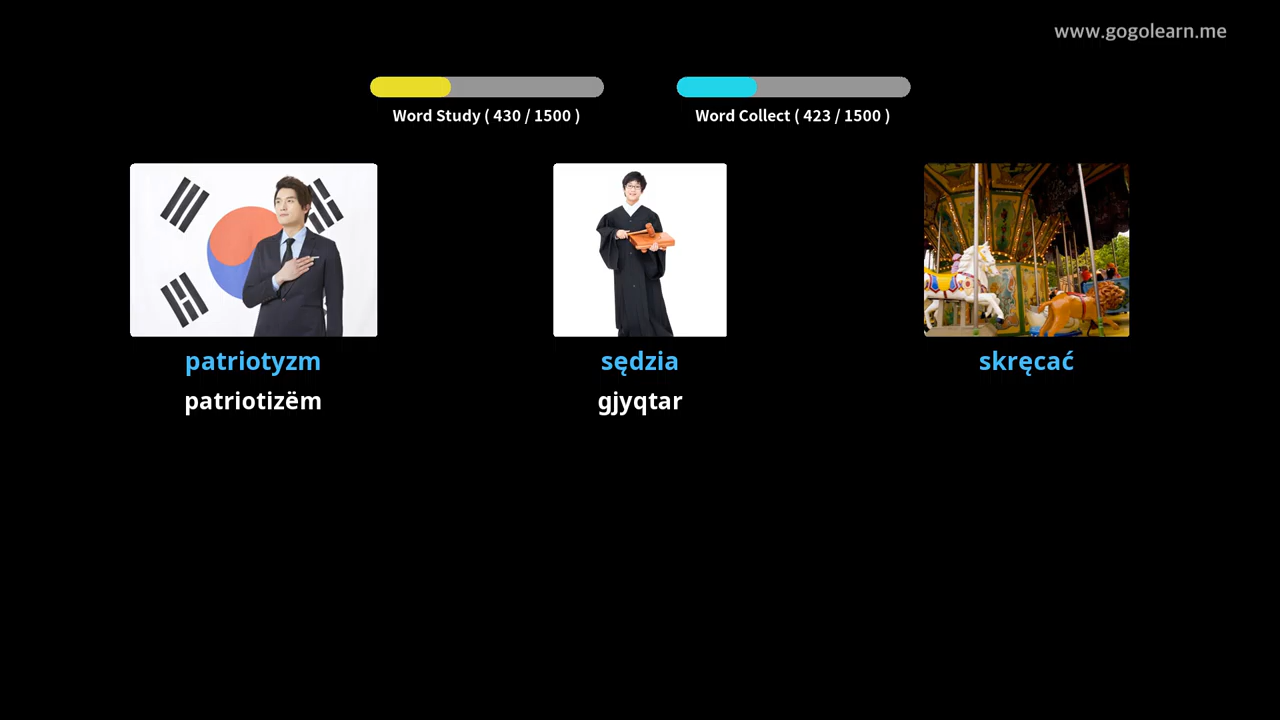 www.gogolearn.me
Word Study ( 430 / 1500 )
Word Collect ( 423 / 1500 )
patriotyzm
patriotizëm
sędzia
gjyqtar
skręcać